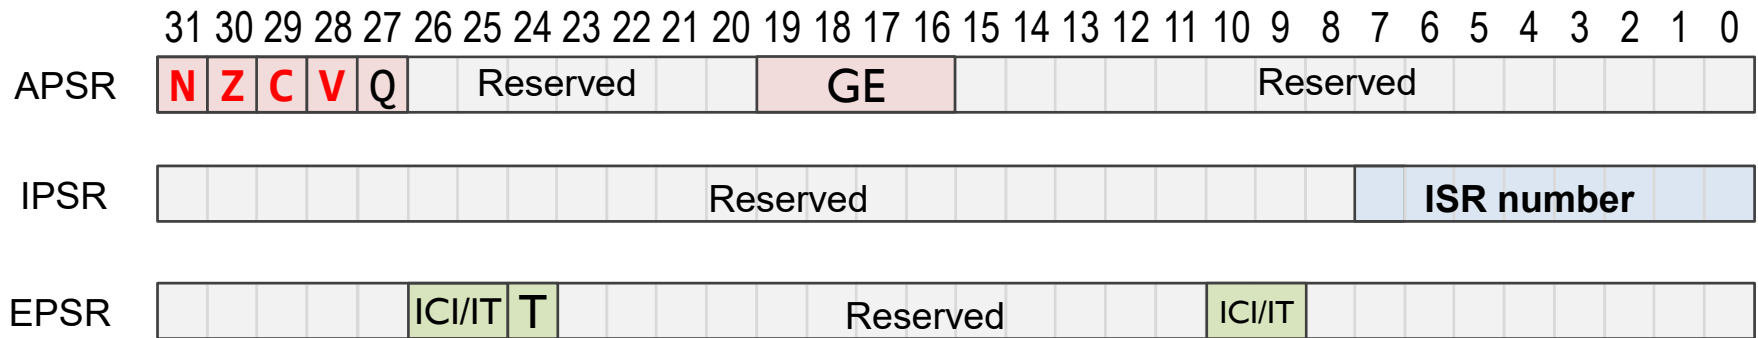 31 30 29 28 27 26 25 24 23 22 21 20 19 18 17 16 15 14 13 12 11 10 9 8 7 6 5 4 3 2 1 0
APSR N Z C V Q Reserved GE Reserved
IPSR Reserved ISR number
EPSR ICI/IT T Reserved ICI/IT